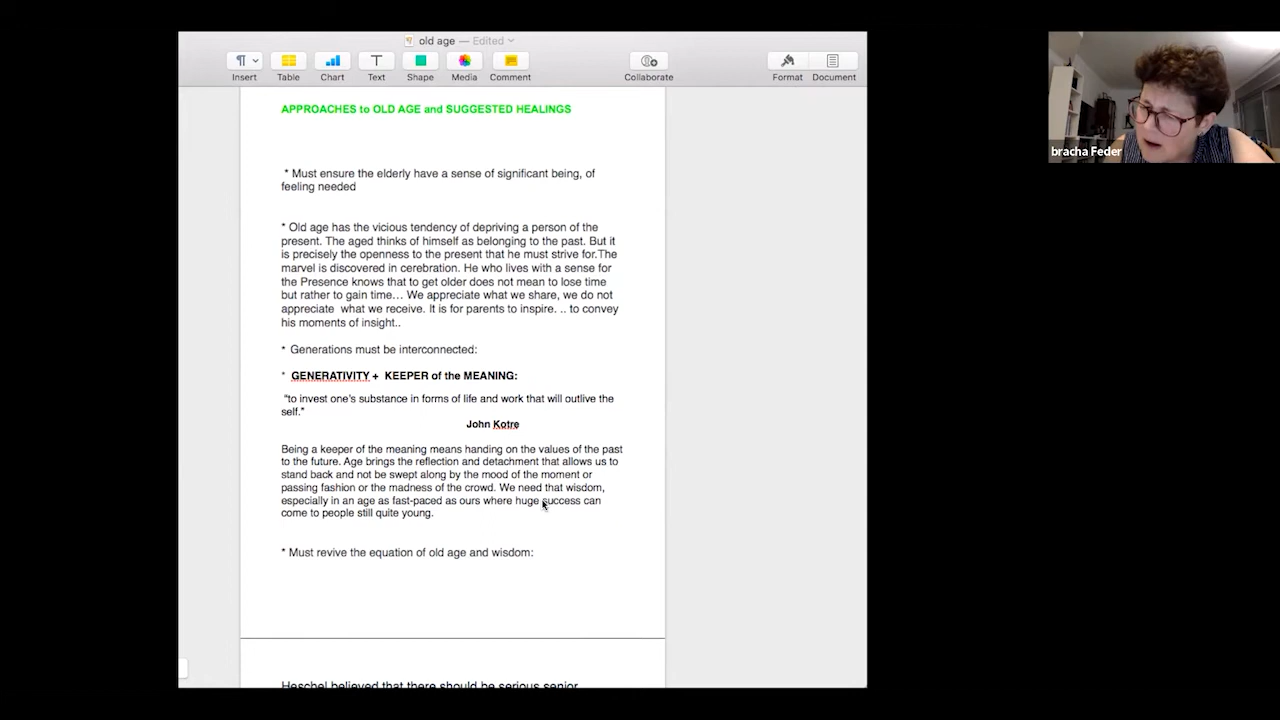 old age — Edited
Insert
Table
Chart
Text
Shape
Media
Comment
Collaborate
Format
Document
APPROACHES to OLD AGE and SUGGESTED HEALINGS
* Must ensure the elderly have a sense of significant being, of
feeling needed
* Old age has the vicious tendency of depriving a person of the
present. The aged thinks of himself as belonging to the past. But it
is precisely the openness to the present that he must strive for.The
marvel is discovered in cerebration. He who lives with a sense for
the Presence knows that to get older does not mean to lose time
but rather to gain time… We appreciate what we share, we do not
appreciate what we receive. It is for parents to inspire. .. to convey
his moments of insight..
* Generations must be interconnected:
* GENERATIVITY + KEEPER of the MEANING:
“to invest one’s substance in forms of life and work that will outlive the
self.”
John Kotre
Being a keeper of the meaning means handing on the values of the past
to the future. Age brings the reflection and detachment that allows us to
stand back and not be swept along by the mood of the moment or
passing fashion or the madness of the crowd. We need that wisdom,
especially in an age as fast-paced as ours where huge success can
come to people still quite young.
* Must revive the equation of old age and wisdom:
Heschel believed that there should be serious senior
bracha Feder